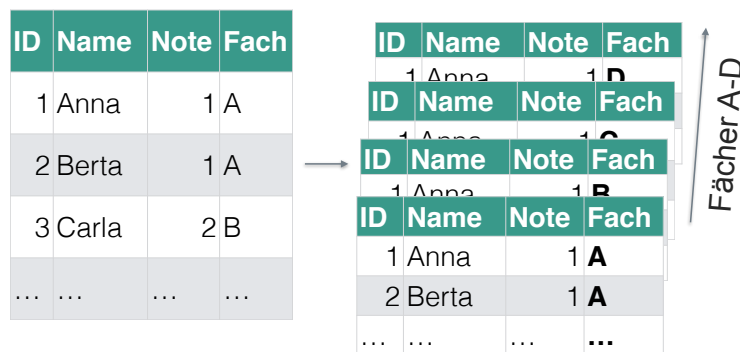 ID Name Note Fach
1 Anna 1 A
2 Berta 1 A
3 Carla 2 B
... ... ... ...
ID Name Note Fach
1 Anna 1 D
ID Name Note Fach
1 Anna 1 C
ID Name Note Fach
1 Anna 1 B
ID Name Note Fach
1 Anna 1 A
2 Berta 1 A
... ... ... ...
Fächer A-D